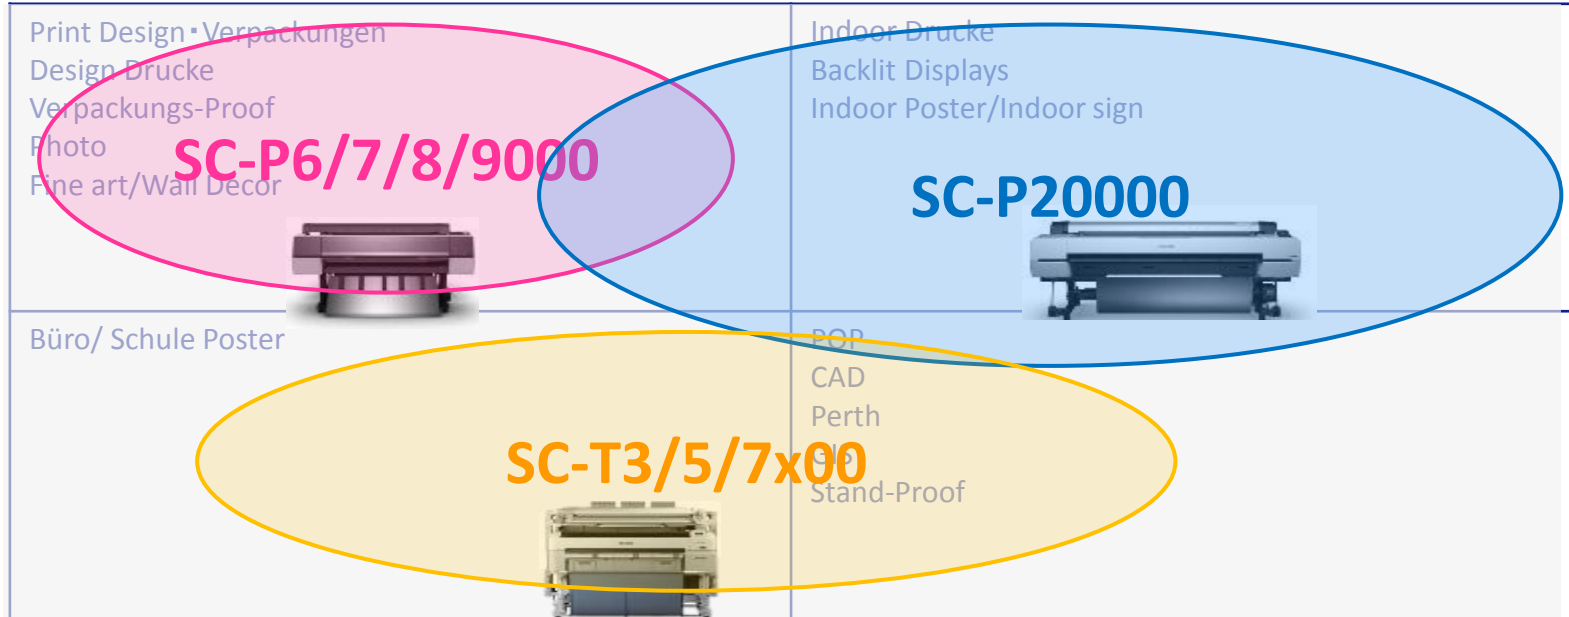 Print Design・Verpackungen
Design Drucke
Verpackungs-Proof
Photo
Fine art/Wall Decor
SC-P6/7/8/9000
Indoor Drucke
Backlit Displays
Indoor Poster/Indoor sign
SC-P20000
Büro/ Schule Poster
SC-T3/5/7x00
POP
CAD
Perth
GIS
Stand-Proof